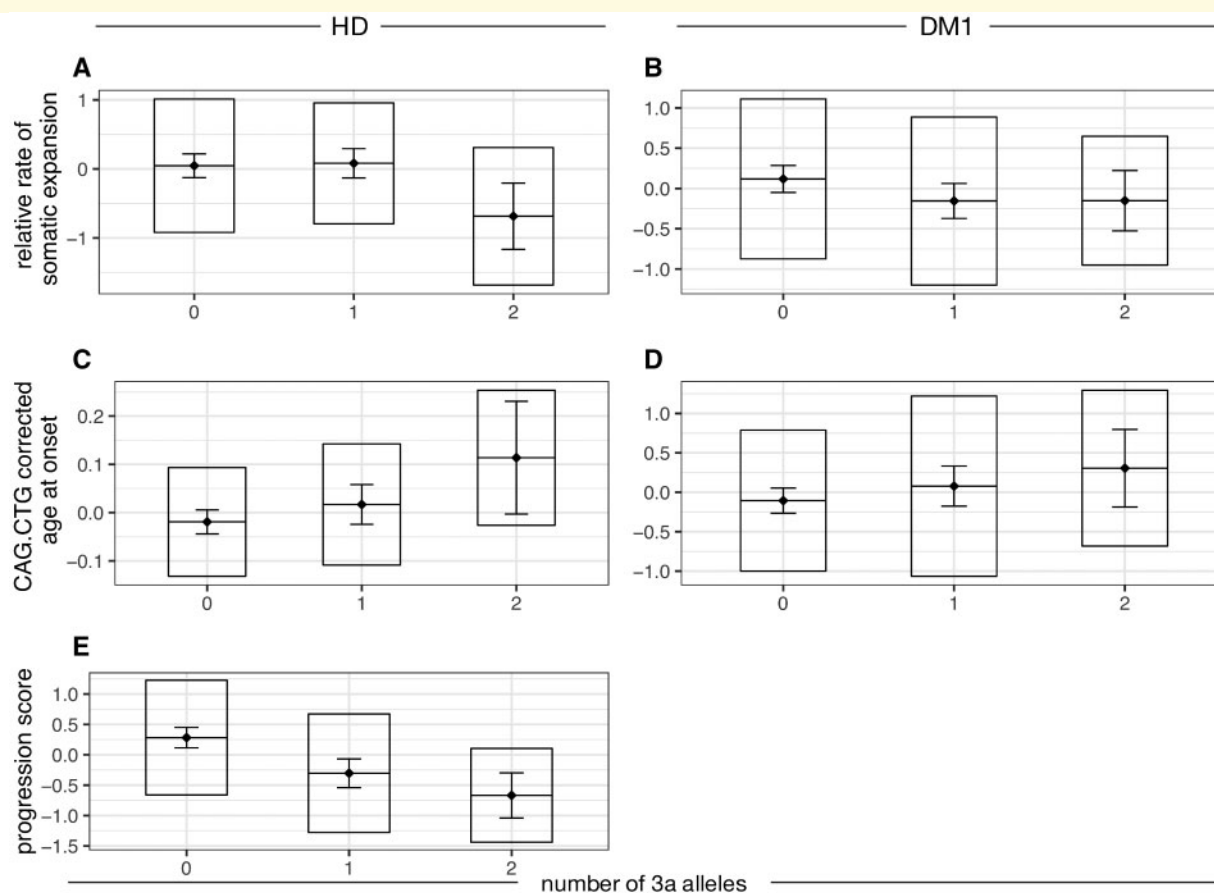 HD
DM1
A
B
relative rate of
somatic expansion
1
0
−1
0
1
2
1.0
0.5
0.0
−0.5
−1.0
0
1
2
C
D
CAG.CTG corrected
age at onset
0.2
0.1
0.0
−0.1
0
1
2
1.0
0.5
0.0
−0.5
−1.0
0
1
2
E
progression score
1.0
0.5
0.0
−0.5
−1.0
−1.5
0
1
2
number of 3a alleles